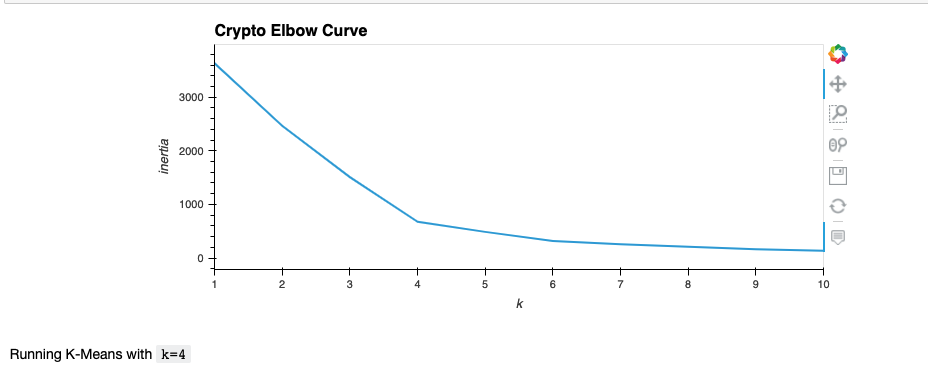 Crypto Elbow Curve
3000
2000
1000
0
inertia
1 2 3 4 5 6 7 8 9 10
k
Running K-Means with k=4